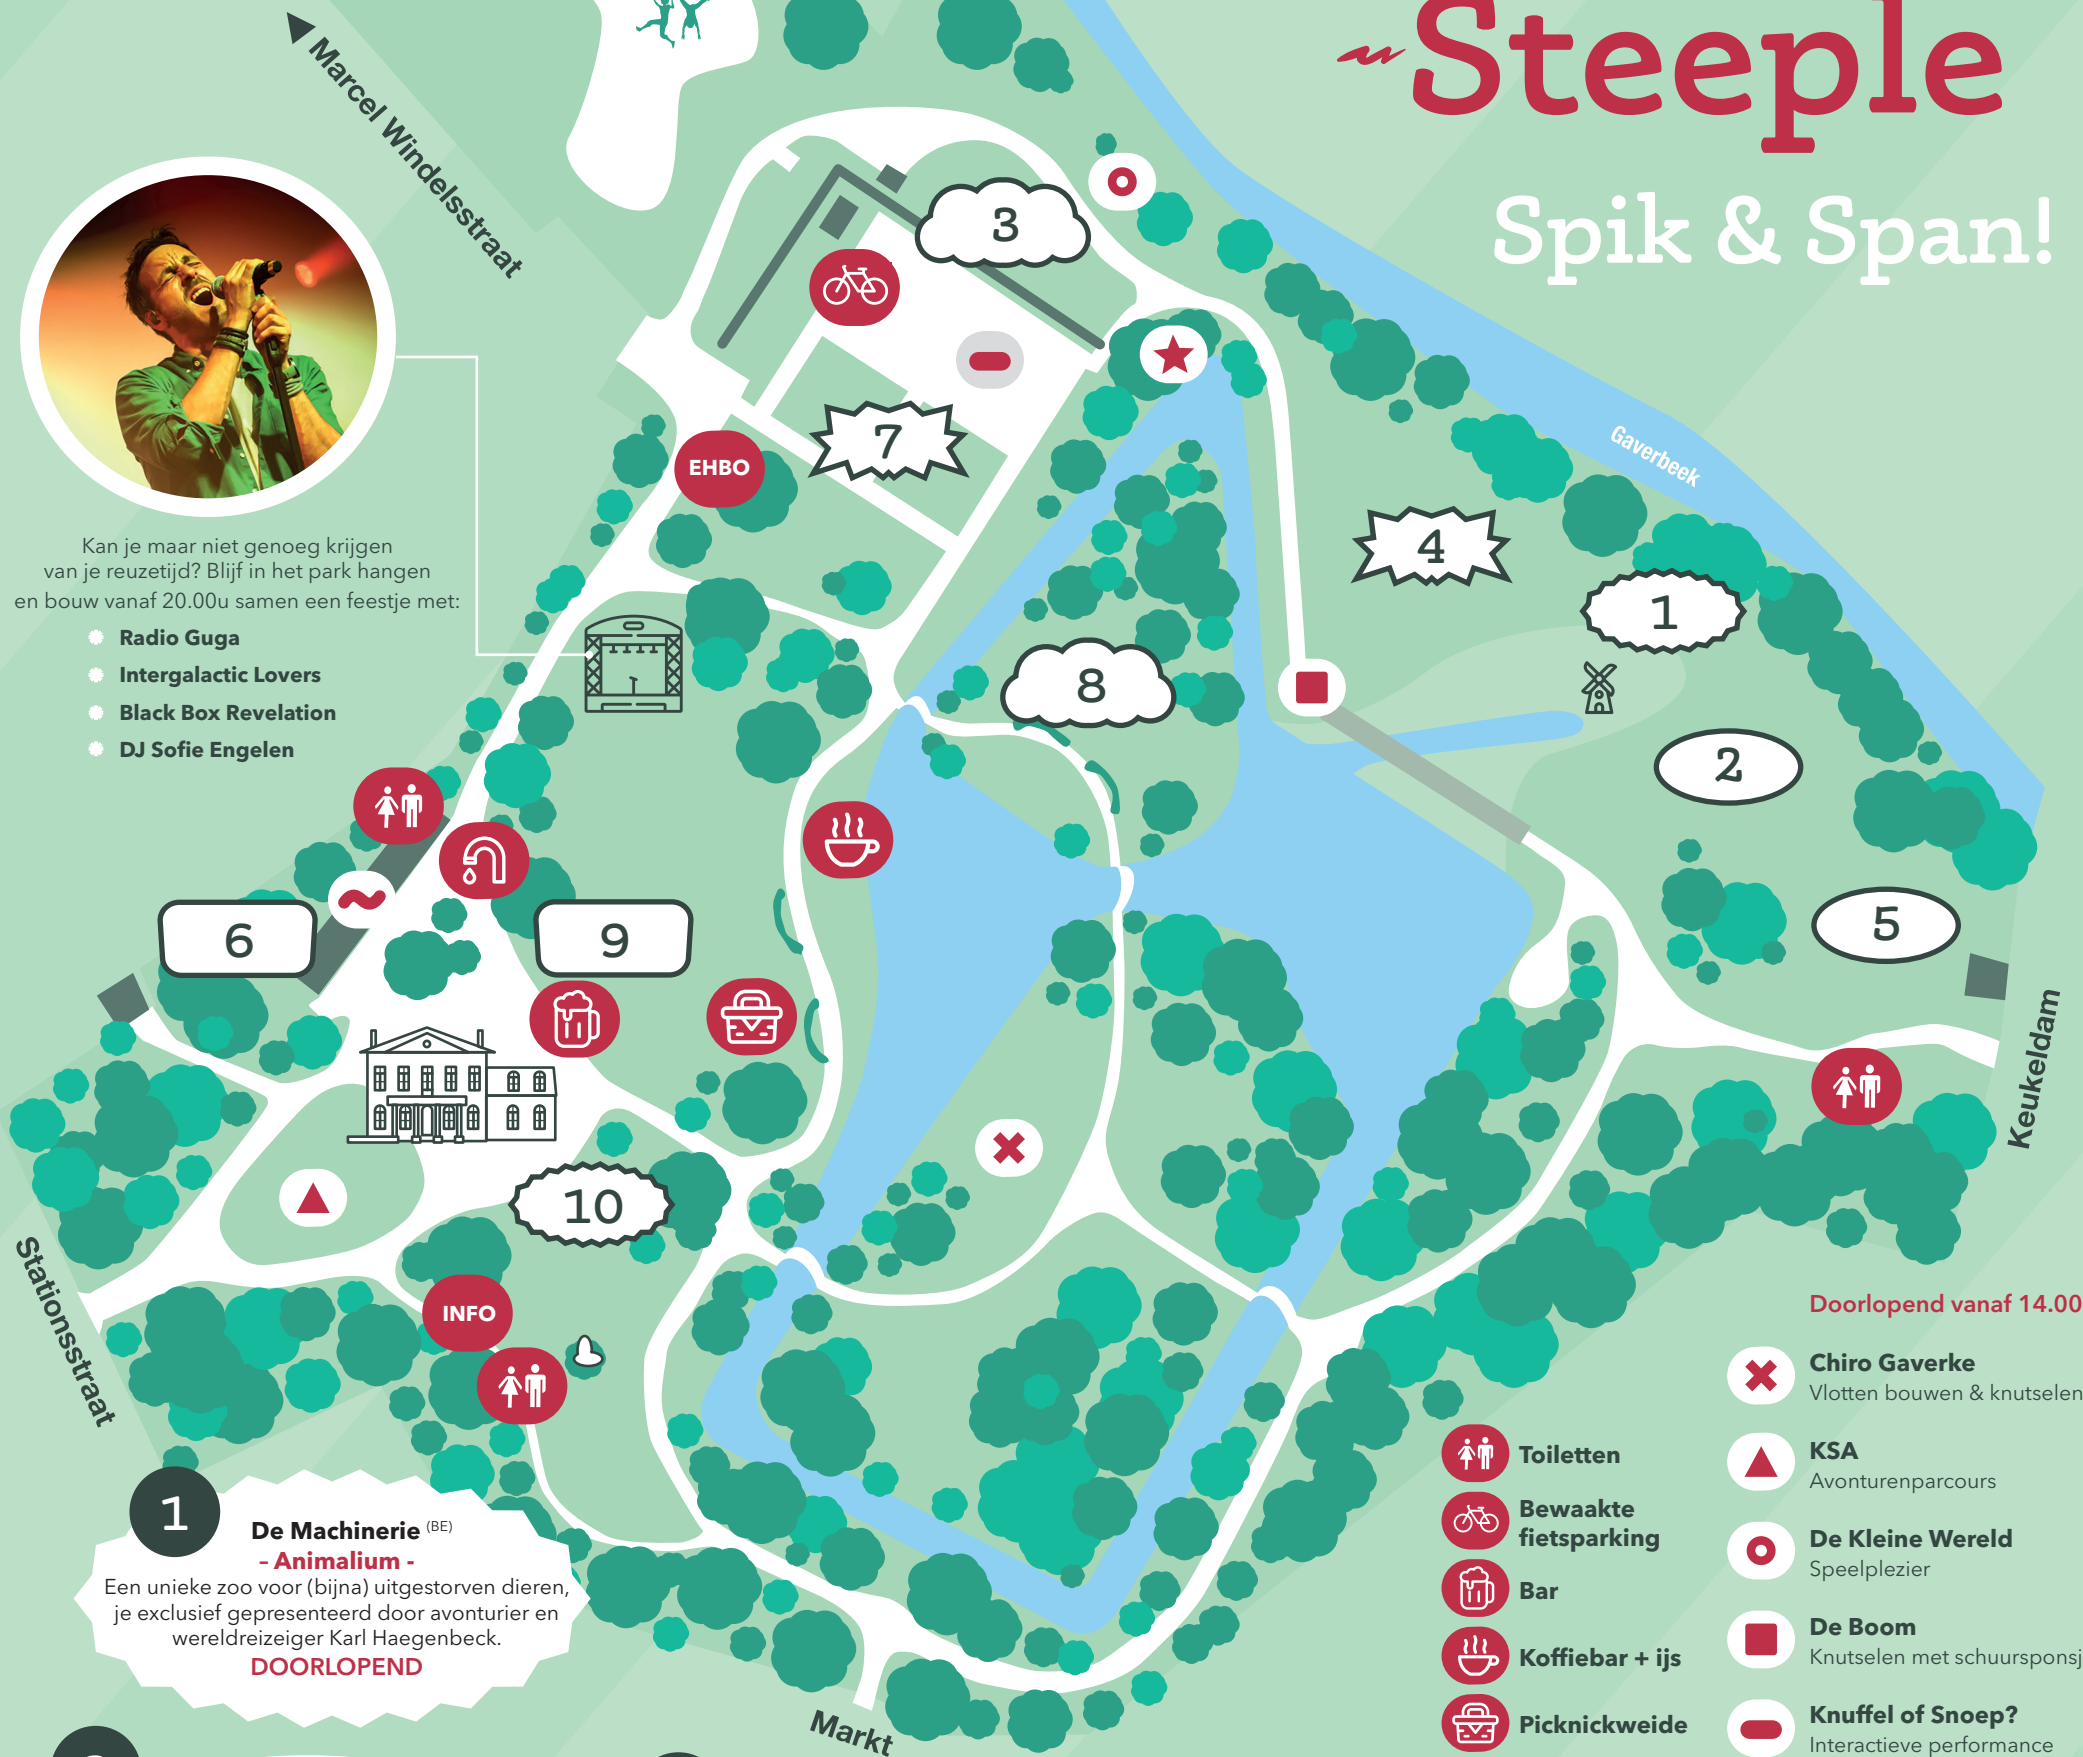 Steeple
Spik & Span!
Marcel Windelsstraat
Gaverbeek
Kan je maar niet genoeg krijgen
van je reuzetijd? Blijf in het park hangen
en bouw vanaf 20.00u samen een feestje met:
Radio Guga
Intergalactic Lovers
Black Box Revelation
DJ Sofie Engelen
3
7
EHBO
4
1
8
2
6
9
5
10
INFO
Keukeldam
Stationsstraat
Markt
1
De Machinerie (BE)
– Animalium -
Een unieke zoo voor (bijna) uitgestorven dieren,
je exclusief gepresenteerd door avonturier en
wereldreizeiger Karl Haegenbeck.
DOORLOPEND
Toiletten
Bewaakte
fietsparking
Bar
Koffiebar + ijs
Picknickweide
Doorlopend vanaf 14.00
Chiro Gaverke
Vlotten bouwen & knutselen
KSA
Avonturenparcours
De Kleine Wereld
Speelplezier
De Boom
Knutselen met schuursponsj
Knuffel of Snoep?
Interactieve performance